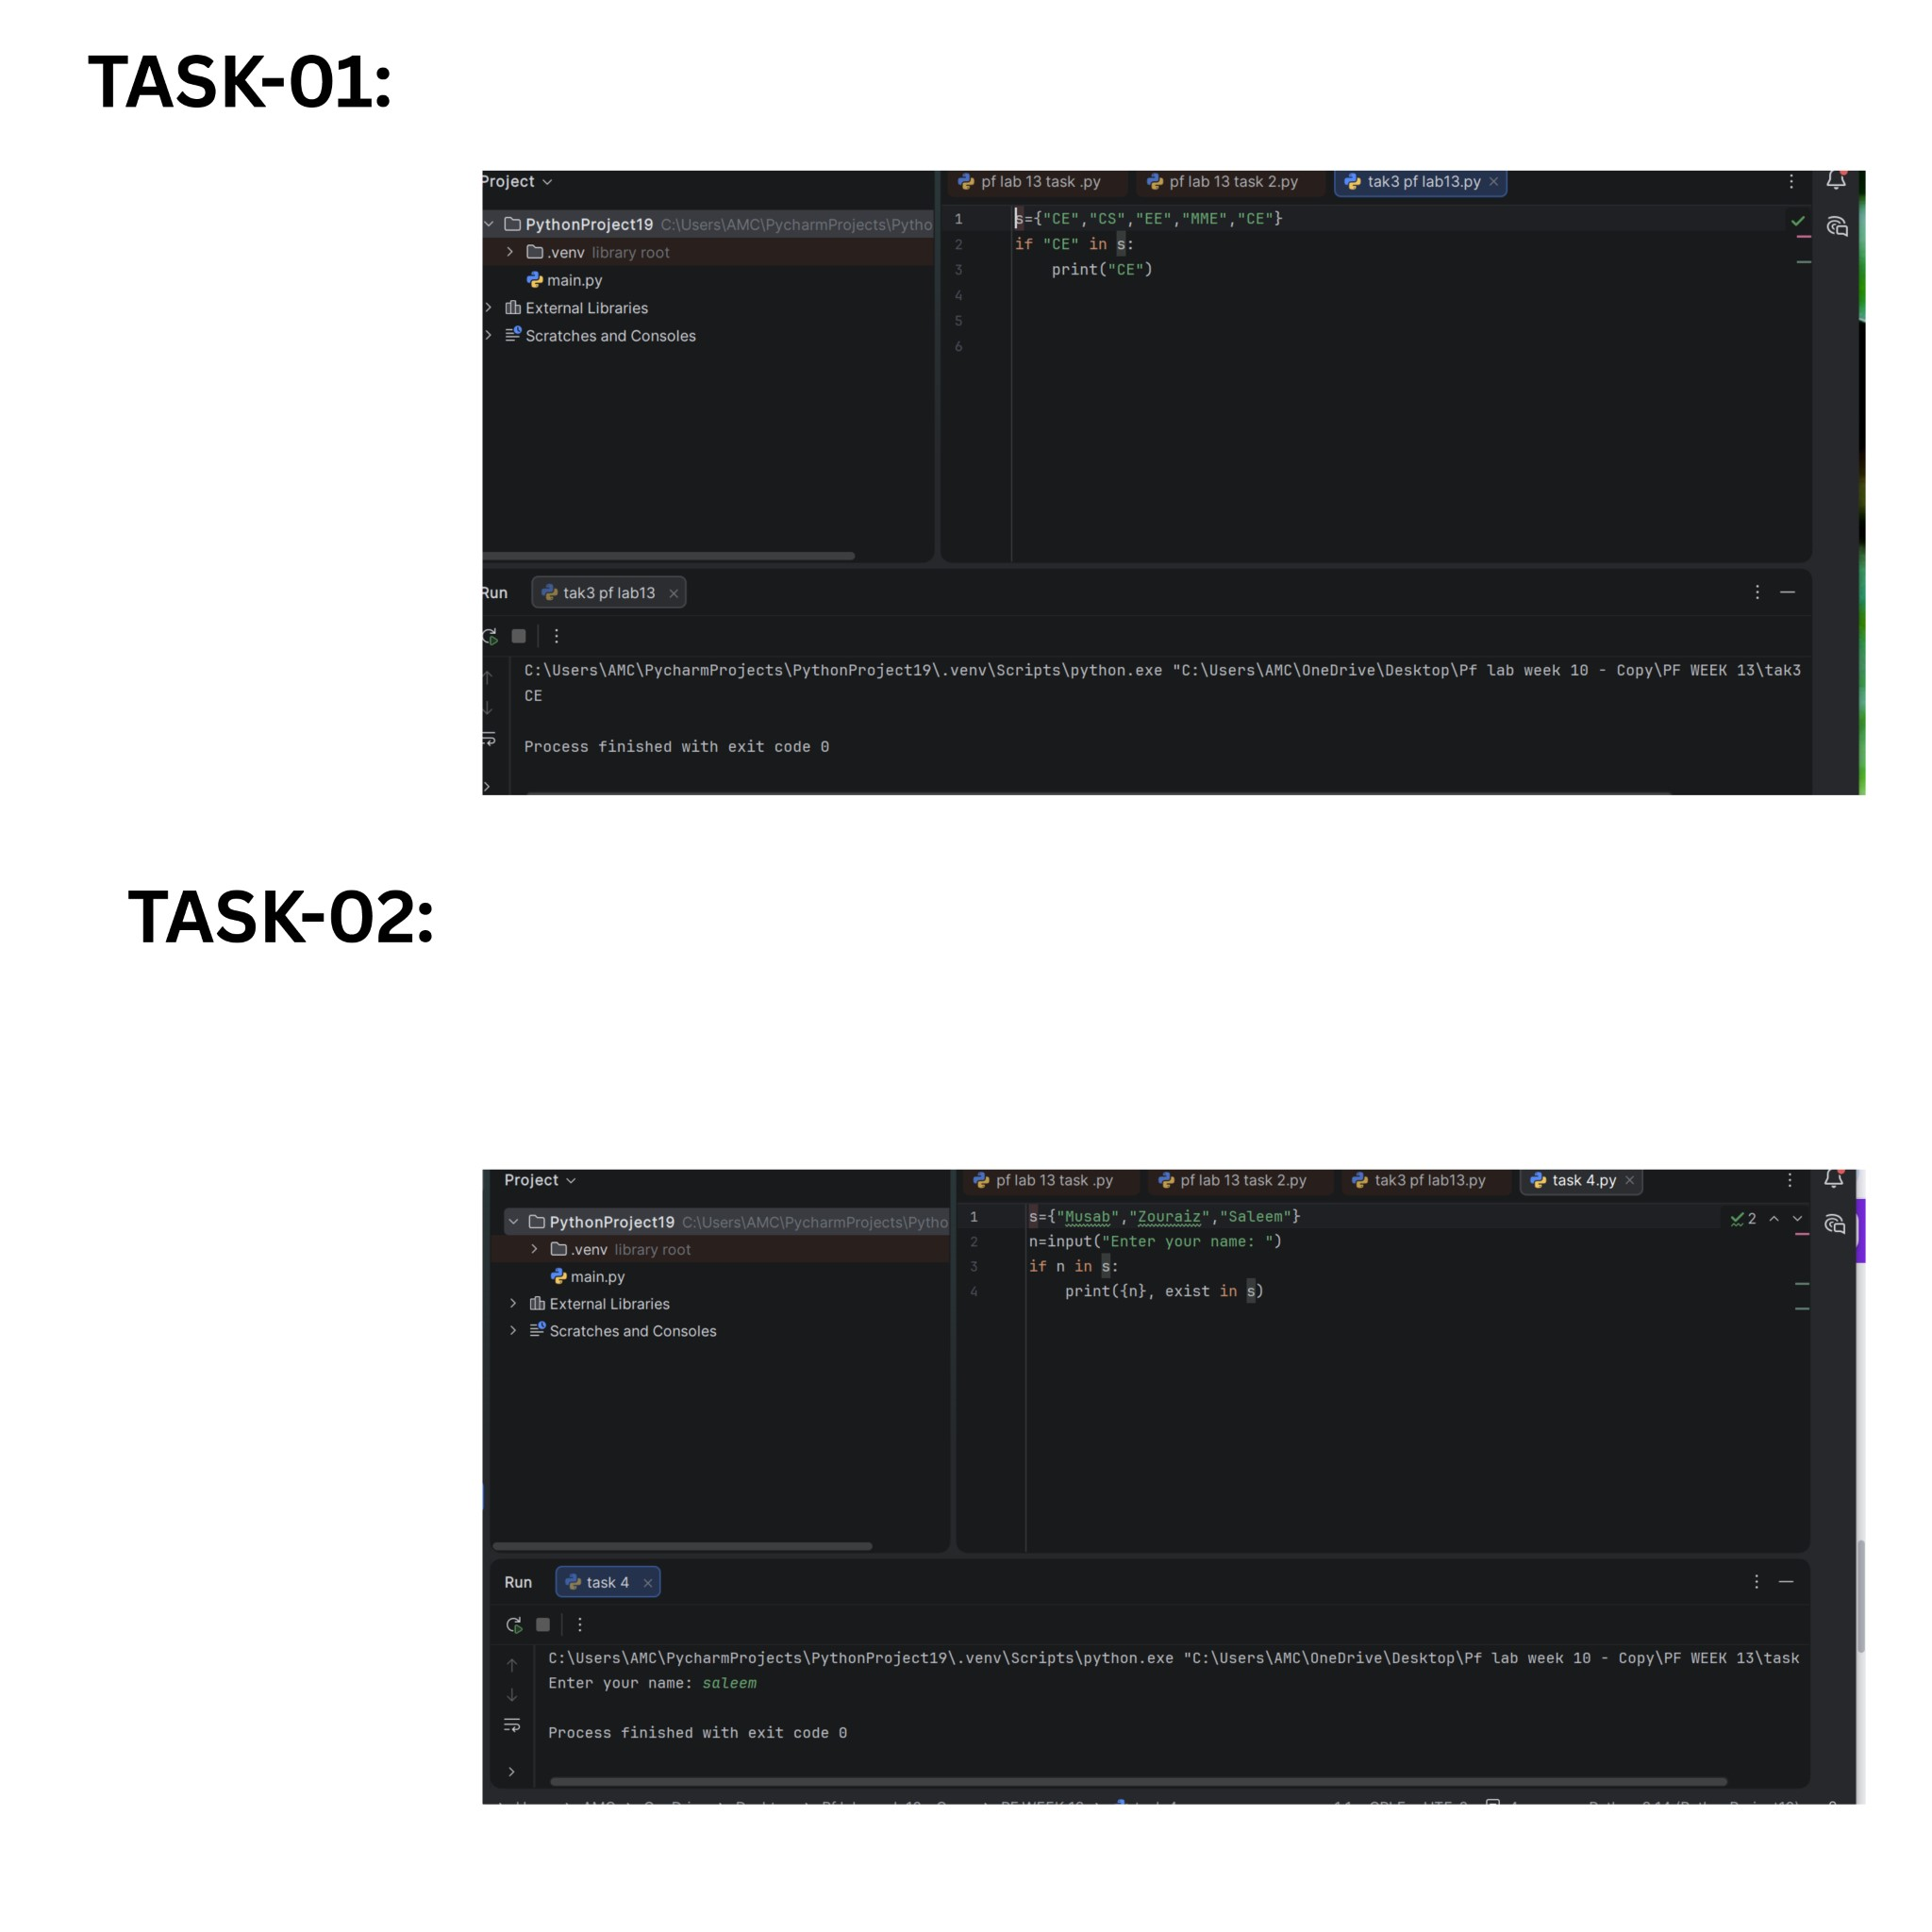 TASK-01:
Project
pf lab 13 task .py
pf lab 13 task 2.py
tak3 pf lab13.py
PythonProject19 C:\Users\AMC\PycharmProjects\Pytho
.venv library root
main.py
External Libraries
Scratches and Consoles
1 s={"CE","CS","EE","MME","CE"}
2 if "CE" in s:
3 print("CE")
4
5
6
Run tak3 pf lab13
C:\Users\AMC\PycharmProjects\PythonProject19\.venv\Scripts\python.exe "C:\Users\AMC\OneDrive\Desktop\Pf lab week 10 - Copy\PF WEEK 13\tak3
CE
Process finished with exit code 0
TASK-02:
Project
pf lab 13 task .py
pf lab 13 task 2.py
tak3 pf lab13.py
task 4.py
PythonProject19 C:\Users\AMC\PycharmProjects\Pytho
.venv library root
main.py
External Libraries
Scratches and Consoles
1 s={"Musab","Zouraiz","Saleem"}
2
2 n=input("Enter your name: ")
3 if n in s:
4 print({n}, exist in s)
Run task 4
C:\Users\AMC\PycharmProjects\PythonProject19\.venv\Scripts\python.exe "C:\Users\AMC\OneDrive\Desktop\Pf lab week 10 - Copy\PF WEEK 13\task
Enter your name: saleem
Process finished with exit code 0